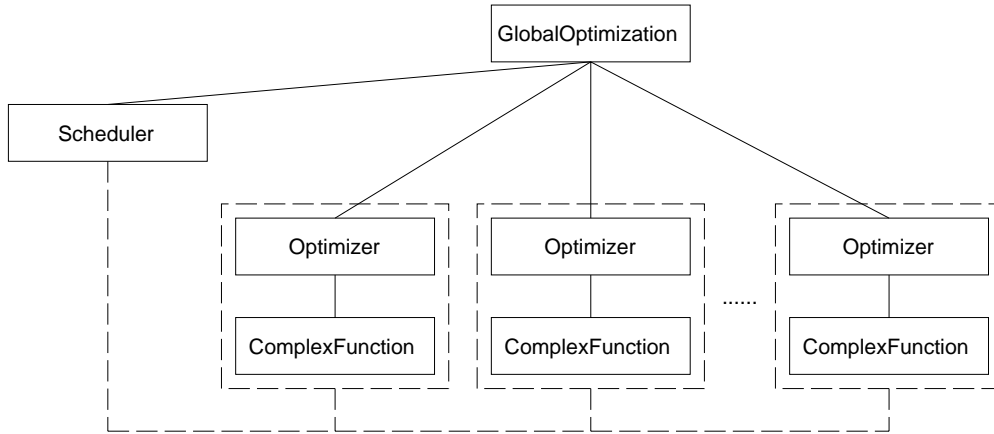 GlobalOptimization
Scheduler
Optimizer
Optimizer
Optimizer
......
ComplexFunction
ComplexFunction
ComplexFunction